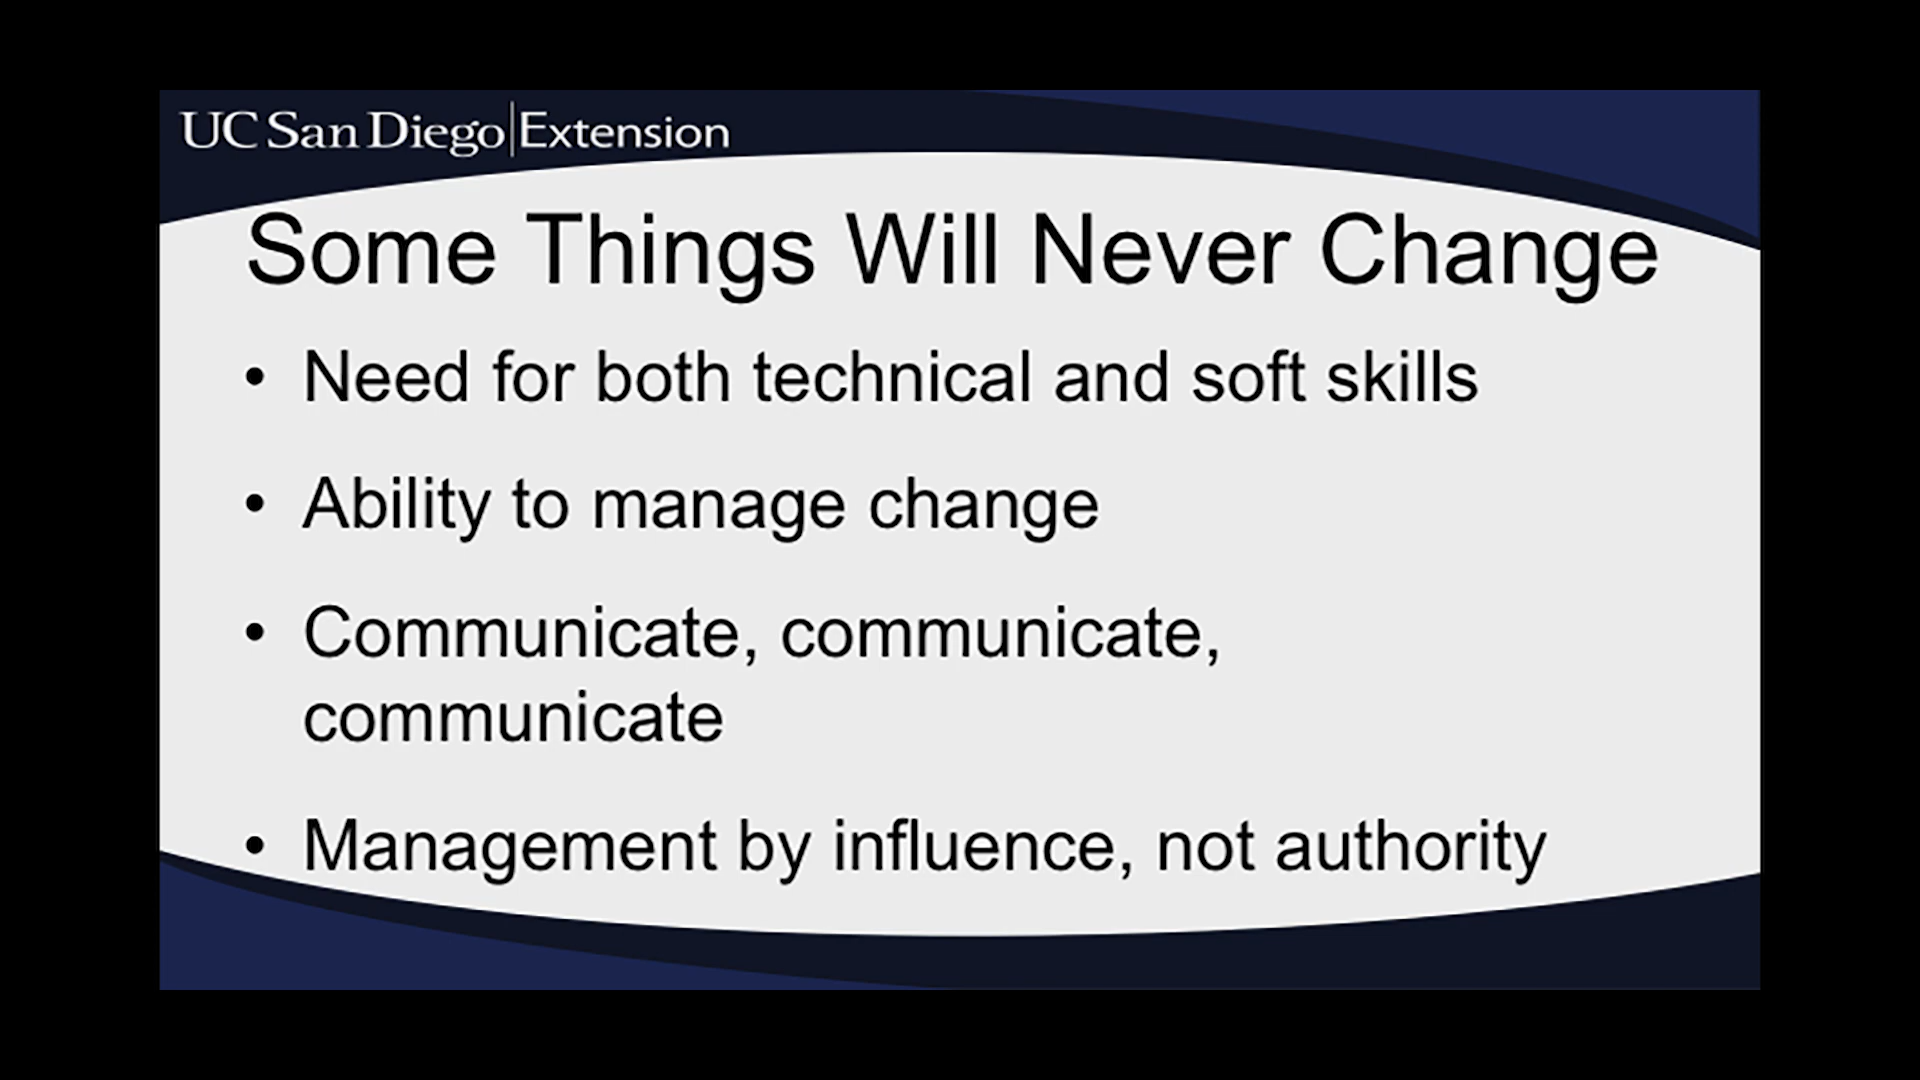 UC San Diego|Extension
Some Things Will Never Change
• Need for both technical and soft skills
• Ability to manage change
• Communicate, communicate,
communicate
• Management by influence, not authority